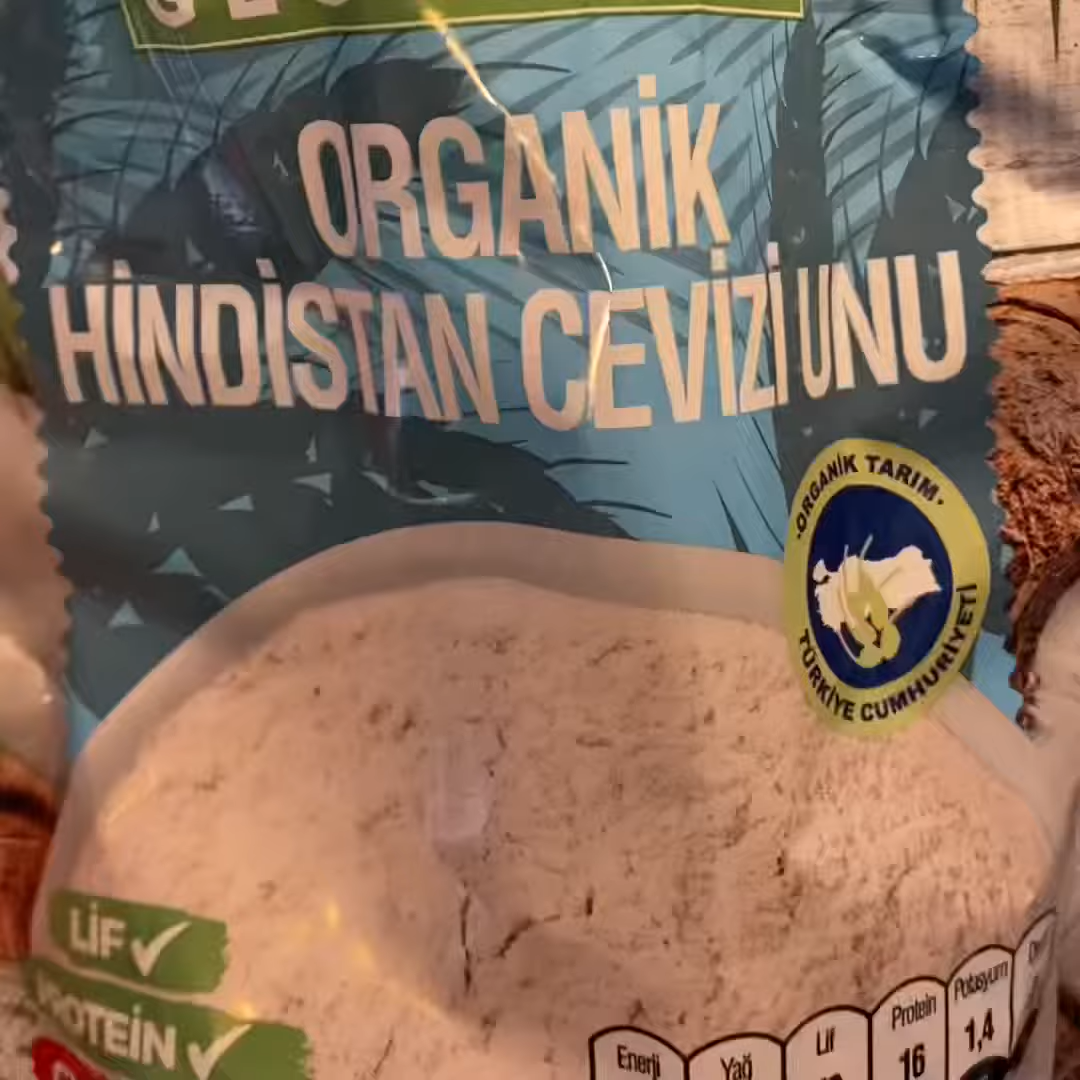 ORGANİK
HİNDİSTAN CEVİZİ UNU
ORGANİK TARIM
TÜRKİYE CUMHURİYETİ
LİF
PROTEİN
Enerji
Yağ
Lif
Protein
16
Potasyum
1,4